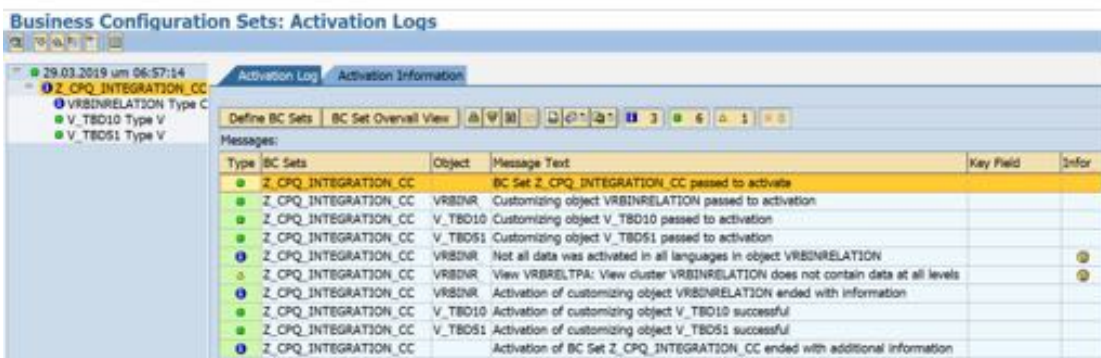 Business Configuration Sets: Activation Logs
29.03.2019 um 06:57:14
Z_CPQ_INTEGRATION_CC
VRBINRELATION Type C
V_TBD10 Type V
V_TBD51 Type V
Activation Log Activation Information
Define BC Sets BC Set Overvall View 3 6 1
Messages:
Type BC Sets Object Message Text Key Field Infor
Z_CPQ_INTEGRATION_CC BC Set Z_CPQ_INTEGRATION_CC passed to activate
Z_CPQ_INTEGRATION_CC VRBINR Customizing object VRBINRELATION passed to activation
Z_CPQ_INTEGRATION_CC V_TBD10 Customizing object V_TBD10 passed to activation
Z_CPQ_INTEGRATION_CC V_TBD51 Customizing object V_TBD51 passed to activation
Z_CPQ_INTEGRATION_CC VRBINR Not all data was activated in all languages in object VRBINRELATION
Z_CPQ_INTEGRATION_CC VRBINR View VRBRELTPA: View cluster VRBINRELATION does not contain data at all levels
Z_CPQ_INTEGRATION_CC VRBINR Activation of customizing object VRBINRELATION ended with information
Z_CPQ_INTEGRATION_CC V_TBD10 Activation of customizing object V_TBD10 successful
Z_CPQ_INTEGRATION_CC V_TBD51 Activation of customizing object V_TBD51 successful
Z_CPQ_INTEGRATION_CC Activation of BC Set Z_CPQ_INTEGRATION_CC ended with additional information